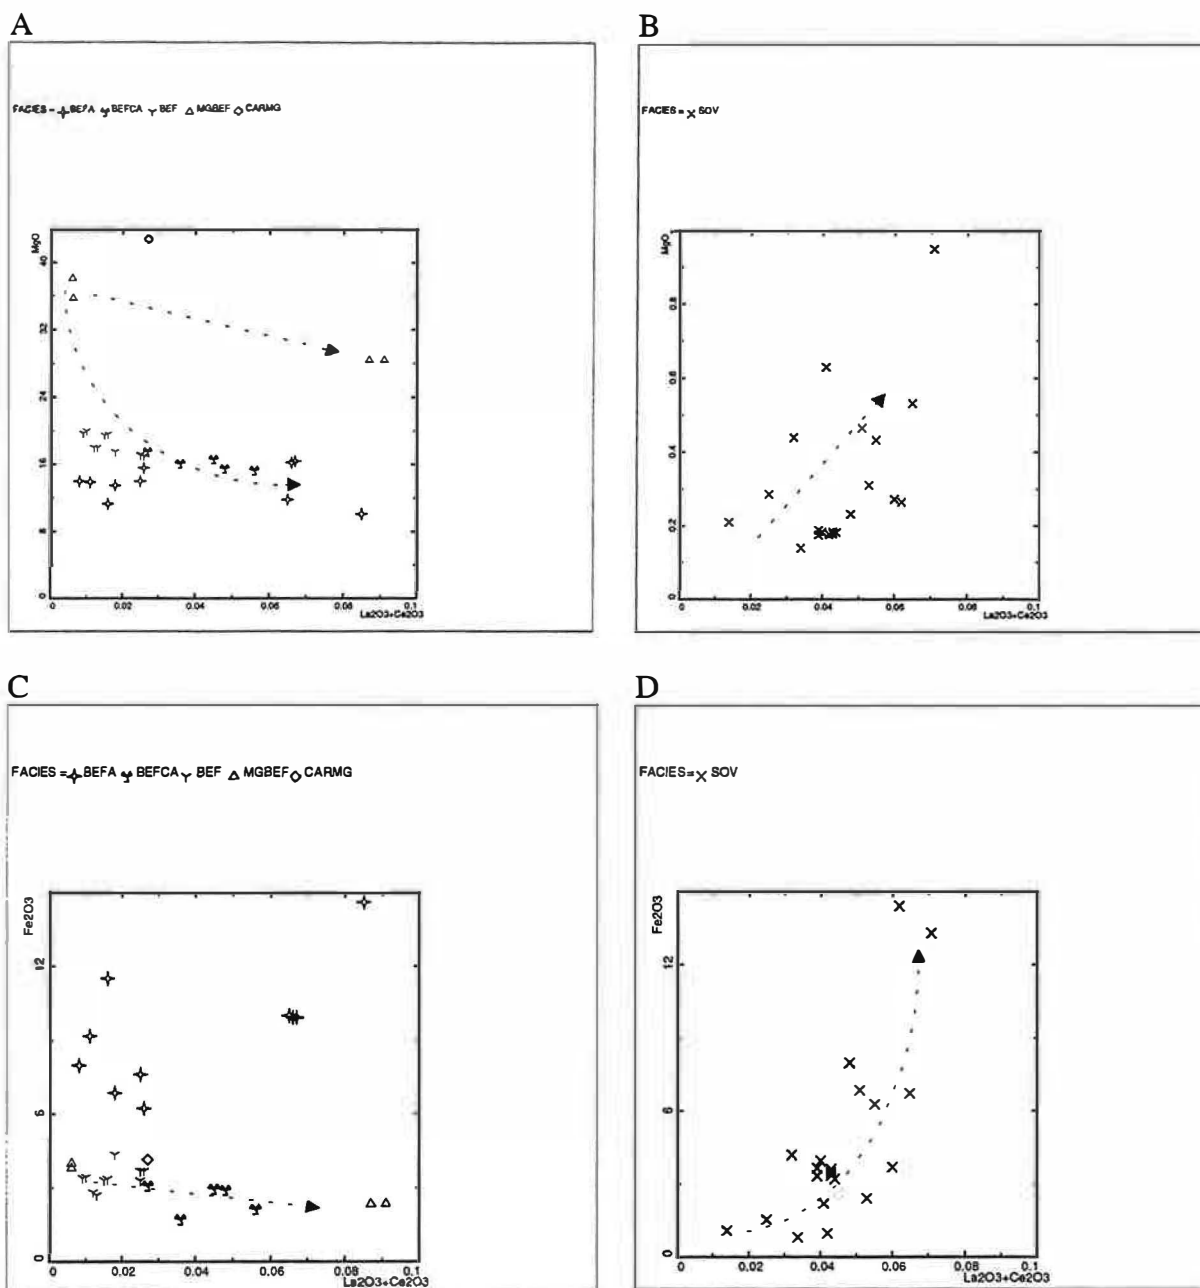 A
FACIES = BEFA BEFCA BEF MGBEF CARMG
MgO
40
32
24
16
8
0
0.02 0.04 0.06 0.08 0.1
La2O3+Ce2O3
B
FACIES = SOV
MgO
0.8
0.6
0.4
0.2
0
0 0.02 0.04 0.06 0.08 0.1
La2O3+Ce2O3
C
FACIES = BEFA BEFCA BEF MGBEF CARMG
Fe2O3
12
6
0
0.02 0.04 0.06 0.08 0.1
La2O3+Ce2O3
D
FACIES = SOV
Fe2O3
12
6
0
0 0.02 0.04 0.06 0.08 0.1
La2O3+Ce2O3